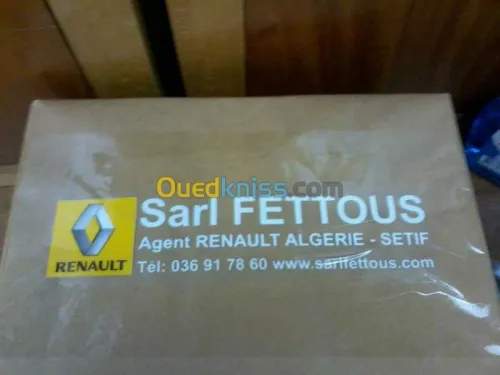 Ouedkniss.com
Sarl FETTOUS
Agent RENAULT ALGERIE - SETIF
RENAULT
Tél: 036 91 78 60 www.sarlfettous.com